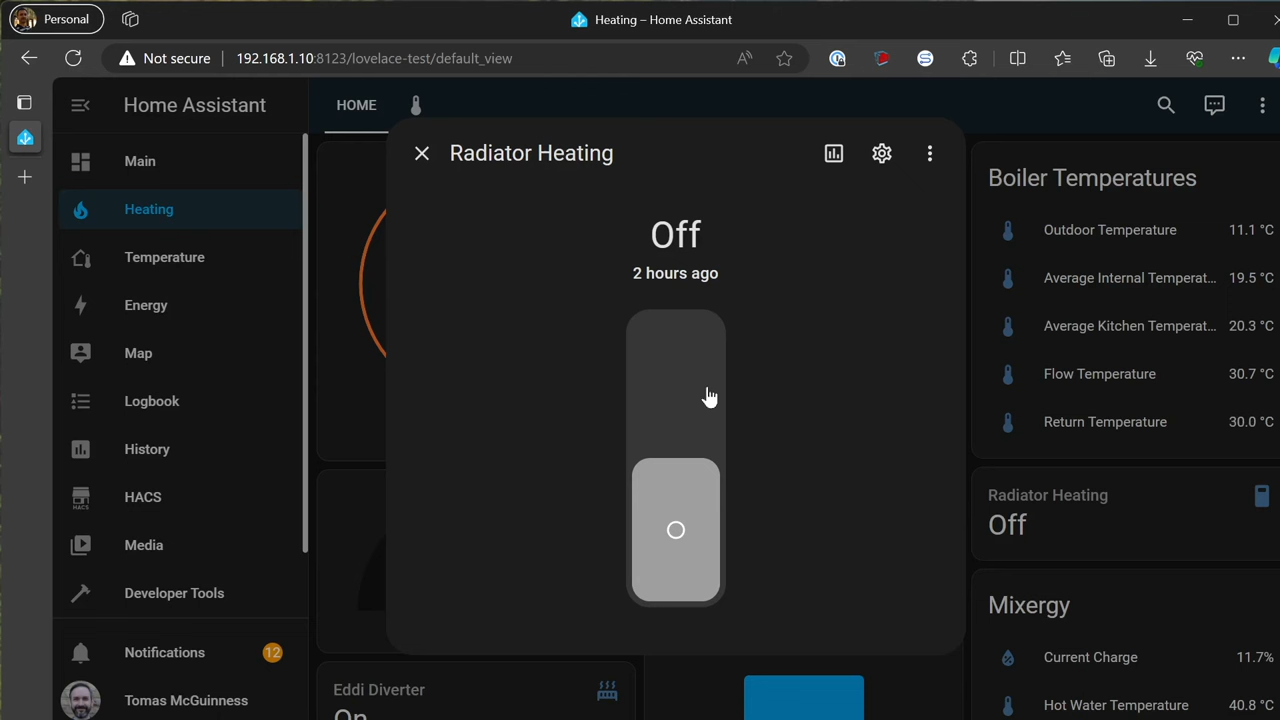 Personal
Heating – Home Assistant
Not secure
192.168.1.10:8123/lovelace-test/default_view
Home Assistant
HOME
Main
Heating
Temperature
Energy
Map
Logbook
History
HACS
HACS
Media
Developer Tools
Notifications
12
Tomas McGuinness
Radiator Heating
Off
2 hours ago
Eddi Diverter
On
Boiler Temperatures
Outdoor Temperature 11.1 °C
Average Internal Temperat... 19.5 °C
Average Kitchen Temperat... 20.3 °C
Flow Temperature 30.7 °C
Return Temperature 30.0 °C
Radiator Heating
Off
Mixergy
Current Charge 11.7%
Hot Water Temperature 40.8 °C